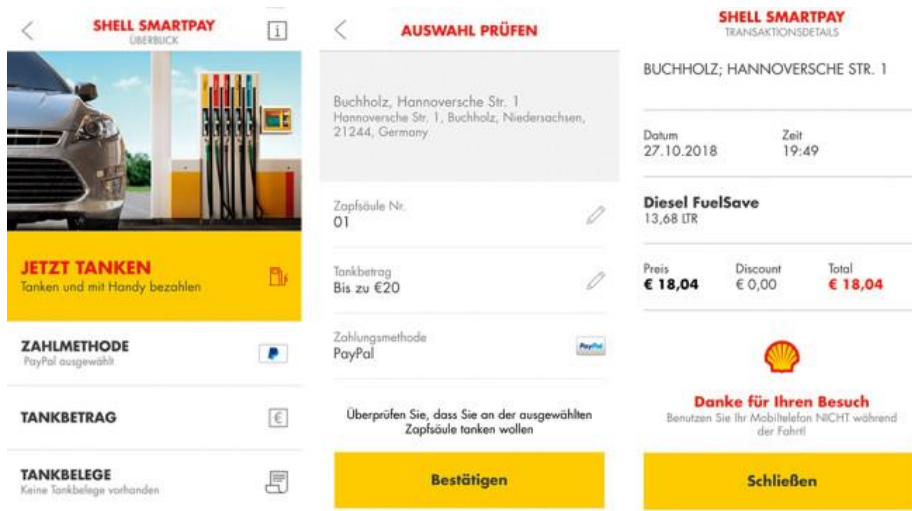 SHELL SMARTPAY
ÜBERBLICK
JETZT TANKEN
Tanken und mit Handy bezahlen
ZAHLMETHODE
PayPal ausgewählt
TANKBETRAG
TANKBELEGE
Keine Tankbelege vorhanden
AUSWAHL PRÜFEN
Buchholz, Hannoversche Str. 1
Hannoversche Str. 1, Buchholz, Niedersachsen,
21244, Germany
Zapfsäule Nr.
01
Tankbetrag
Bis zu €20
Zahlungsmethode
PayPal
PayPal
Überprüfen Sie, dass Sie an der ausgewählten
Zapfsäule tanken wollen
Bestätigen
SHELL SMARTPAY
TRANSAKTIONSDETAILS
BUCHHOLZ; HANNOVERSCHE STR. 1
Datum Zeit
27.10.2018 19:49
Diesel FuelSave
13,68 LTR
Preis Discount Total
€ 18,04 € 0,00 € 18,04
Danke für Ihren Besuch
Benutzen Sie Ihr Mobiltelefon NICHT während
der Fahrt!
Schließen